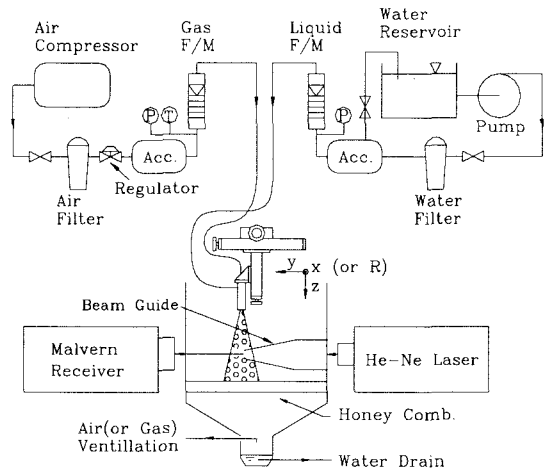 Air
Compressor
Gas
F/M
Liquid
F/M
Water
Reservoir
P
T
P
Pump
Acc.
Acc.
Regulator
Air
Filter
Water
Filter
y
x (or R)
z
Beam Guide
Malvern
Receiver
He-Ne Laser
Honey Comb.
Air(or Gas)
Ventillation
Water Drain